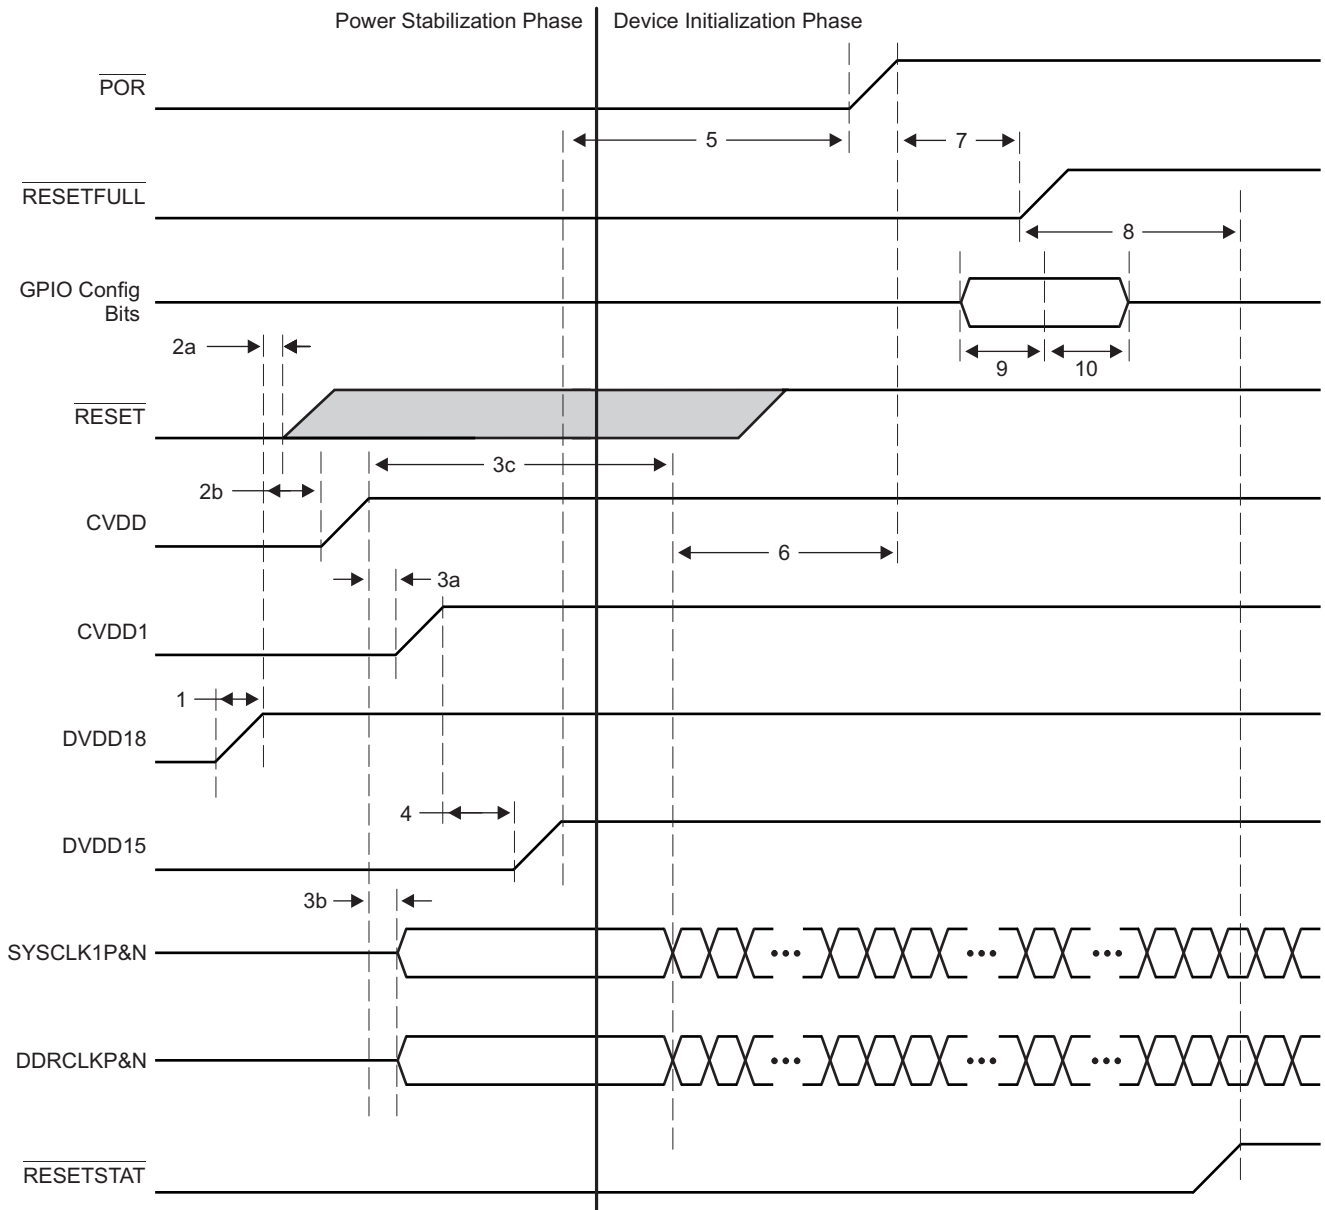 Power Stabilization Phase
Device Initialization Phase
POR
5
7
RESETFULL
8
GPIO Config
Bits
2a
9
10
RESET
3c
2b
CVDD
6
3a
CVDD1
1
DVDD18
4
DVDD15
3b
SYSCLK1P&N
DDRCLKP&N
RESETSTAT